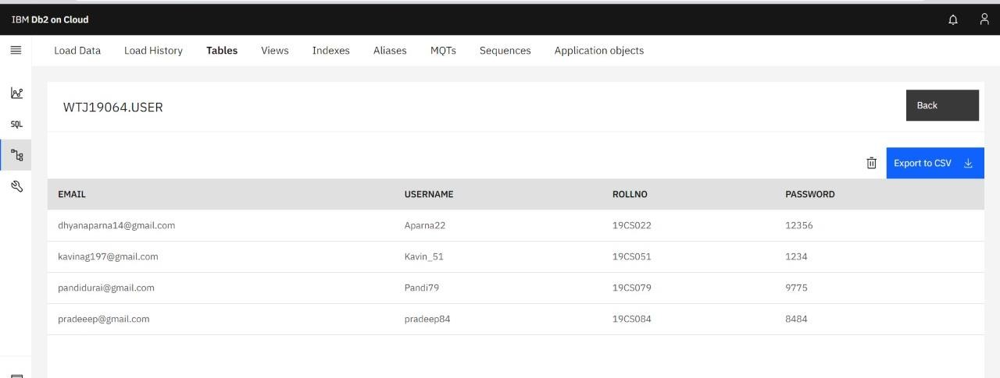 IBM Db2 on Cloud
Load Data Load History Tables Views Indexes Aliases MQTs Sequences Application objects
WTJ19064.USER
Back
SQL
Export to CSV
EMAIL USERNAME ROLLNO PASSWORD
dhyanaparna14@gmail.com Aparna22 19CS022 12356
kavinag197@gmail.com Kavin_51 19CS051 1234
pandidurai@gmail.com Pandi79 19CS079 9775
pradeeep@gmail.com pradeep84 19CS084 8484